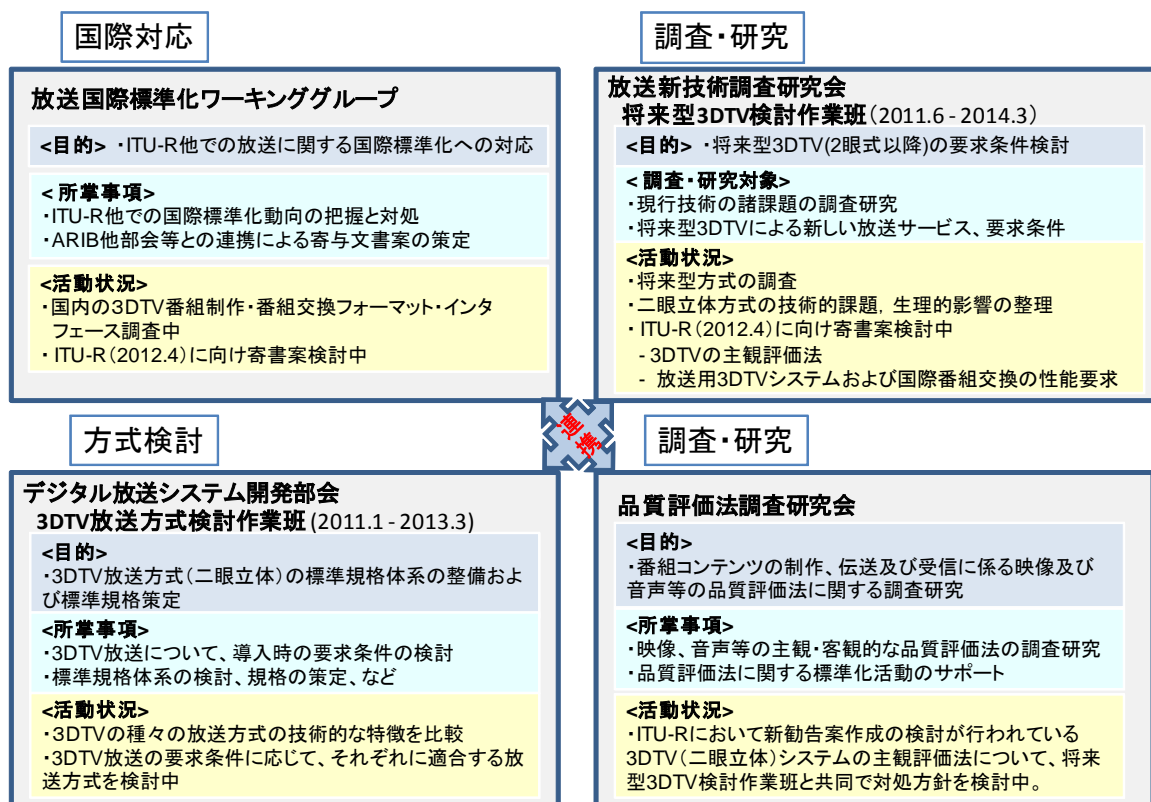 国際対応
放送国際標準化ワーキンググループ
<目的> ・ITU-R他での放送に関する国際標準化への対応
< 所掌事項>
・ITU-R他での国際標準化動向の把握と対処
・ARIB他部会等との連携による寄与文書案の策定
<活動状況>
・国内の3DTV番組制作・番組交換フォーマット・インタ
フェース調査中
・ITU-R(2012.4)に向け寄書案検討中
調査・研究
放送新技術調査研究会
将来型3DTV検討作業班(2011.6 - 2014.3)
<目的> ・将来型3DTV(2眼式以降)の要求条件検討
< 調査・研究対象>
・現行技術の諸課題の調査研究
・将来型3DTVによる新しい放送サービス、要求条件
<活動状況>
・将来型方式の調査
・二眼立体方式の技術的課題, 生理的影響の整理
・ITU-R(2012.4)に向け寄書案検討中
- 3DTVの主観評価法
- 放送用3DTVシステムおよび国際番組交換の性能要求
連携
方式検討
デジタル放送システム開発部会
3DTV放送方式検討作業班 (2011.1 - 2013.3)
<目的>
・3DTV放送方式(二眼立体)の標準規格体系の整備およ
び標準規格策定
<所掌事項>
・3DTV放送について、導入時の要求条件の検討
・標準規格体系の検討、規格の策定、など
<活動状況>
・3DTVの種々の放送方式の技術的な特徴を比較
・3DTV放送の要求条件に応じて、それぞれに適合する放
送方式を検討中
調査・研究
品質評価法調査研究会
<目的>
・番組コンテンツの制作、伝送及び受信に係る映像及び
音声等の品質評価法に関する調査研究
<所掌事項>
・映像、音声等の主観・客観的な品質評価法の調査研究
・品質評価法に関する標準化活動のサポート
<活動状況>
・ITU-Rにおいて新勧告案作成の検討が行われている
3DTV(二眼立体)システムの主観評価法について、将来
型3DTV検討作業班と共同で対処方針を検討中。